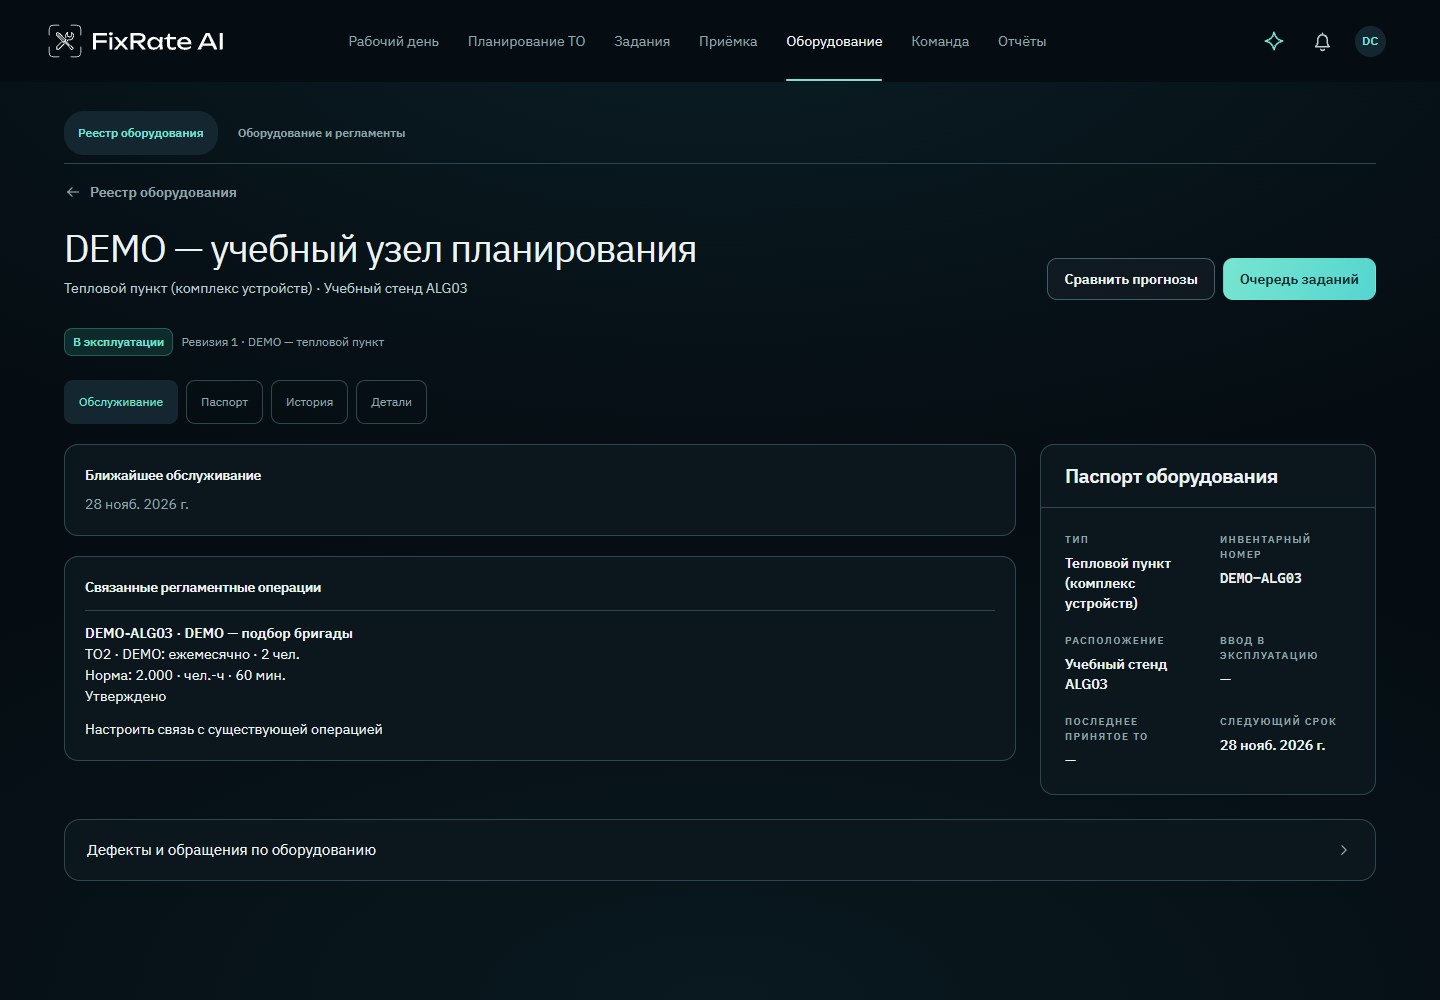 FixRate AI
Рабочий день
Планирование ТО
Задания
Приёмка
Оборудование
Команда
Отчёты
DC
Реестр оборудования
Оборудование и регламенты
Реестр оборудования
DEMO — учебный узел планирования
Тепловой пункт (комплекс устройств) · Учебный стенд ALG03
Сравнить прогнозы
Очередь заданий
В эксплуатации
Ревизия 1 · DEMO — тепловой пункт
Обслуживание
Паспорт
История
Детали
Ближайшее обслуживание
28 нояб. 2026 г.
Связанные регламентные операции
DEMO-ALG03 · DEMO — подбор бригады
ТО2 · DEMO: ежемесячно · 2 чел.
Норма: 2.000 · чел.-ч · 60 мин.
Утверждено
Настроить связь с существующей операцией
Паспорт оборудования
ТИП
Тепловой пункт
(комплекс
устройств)
ИНВЕНТАРНЫЙ
НОМЕР
DEMO-ALG03
РАСПОЛОЖЕНИЕ
Учебный стенд
ALG03
ВВОД В
ЭКСПЛУАТАЦИЮ
—
ПОСЛЕДНЕЕ
ПРИНЯТОЕ ТО
—
СЛЕДУЮЩИЙ СРОК
28 нояб. 2026 г.
Дефекты и обращения по оборудованию